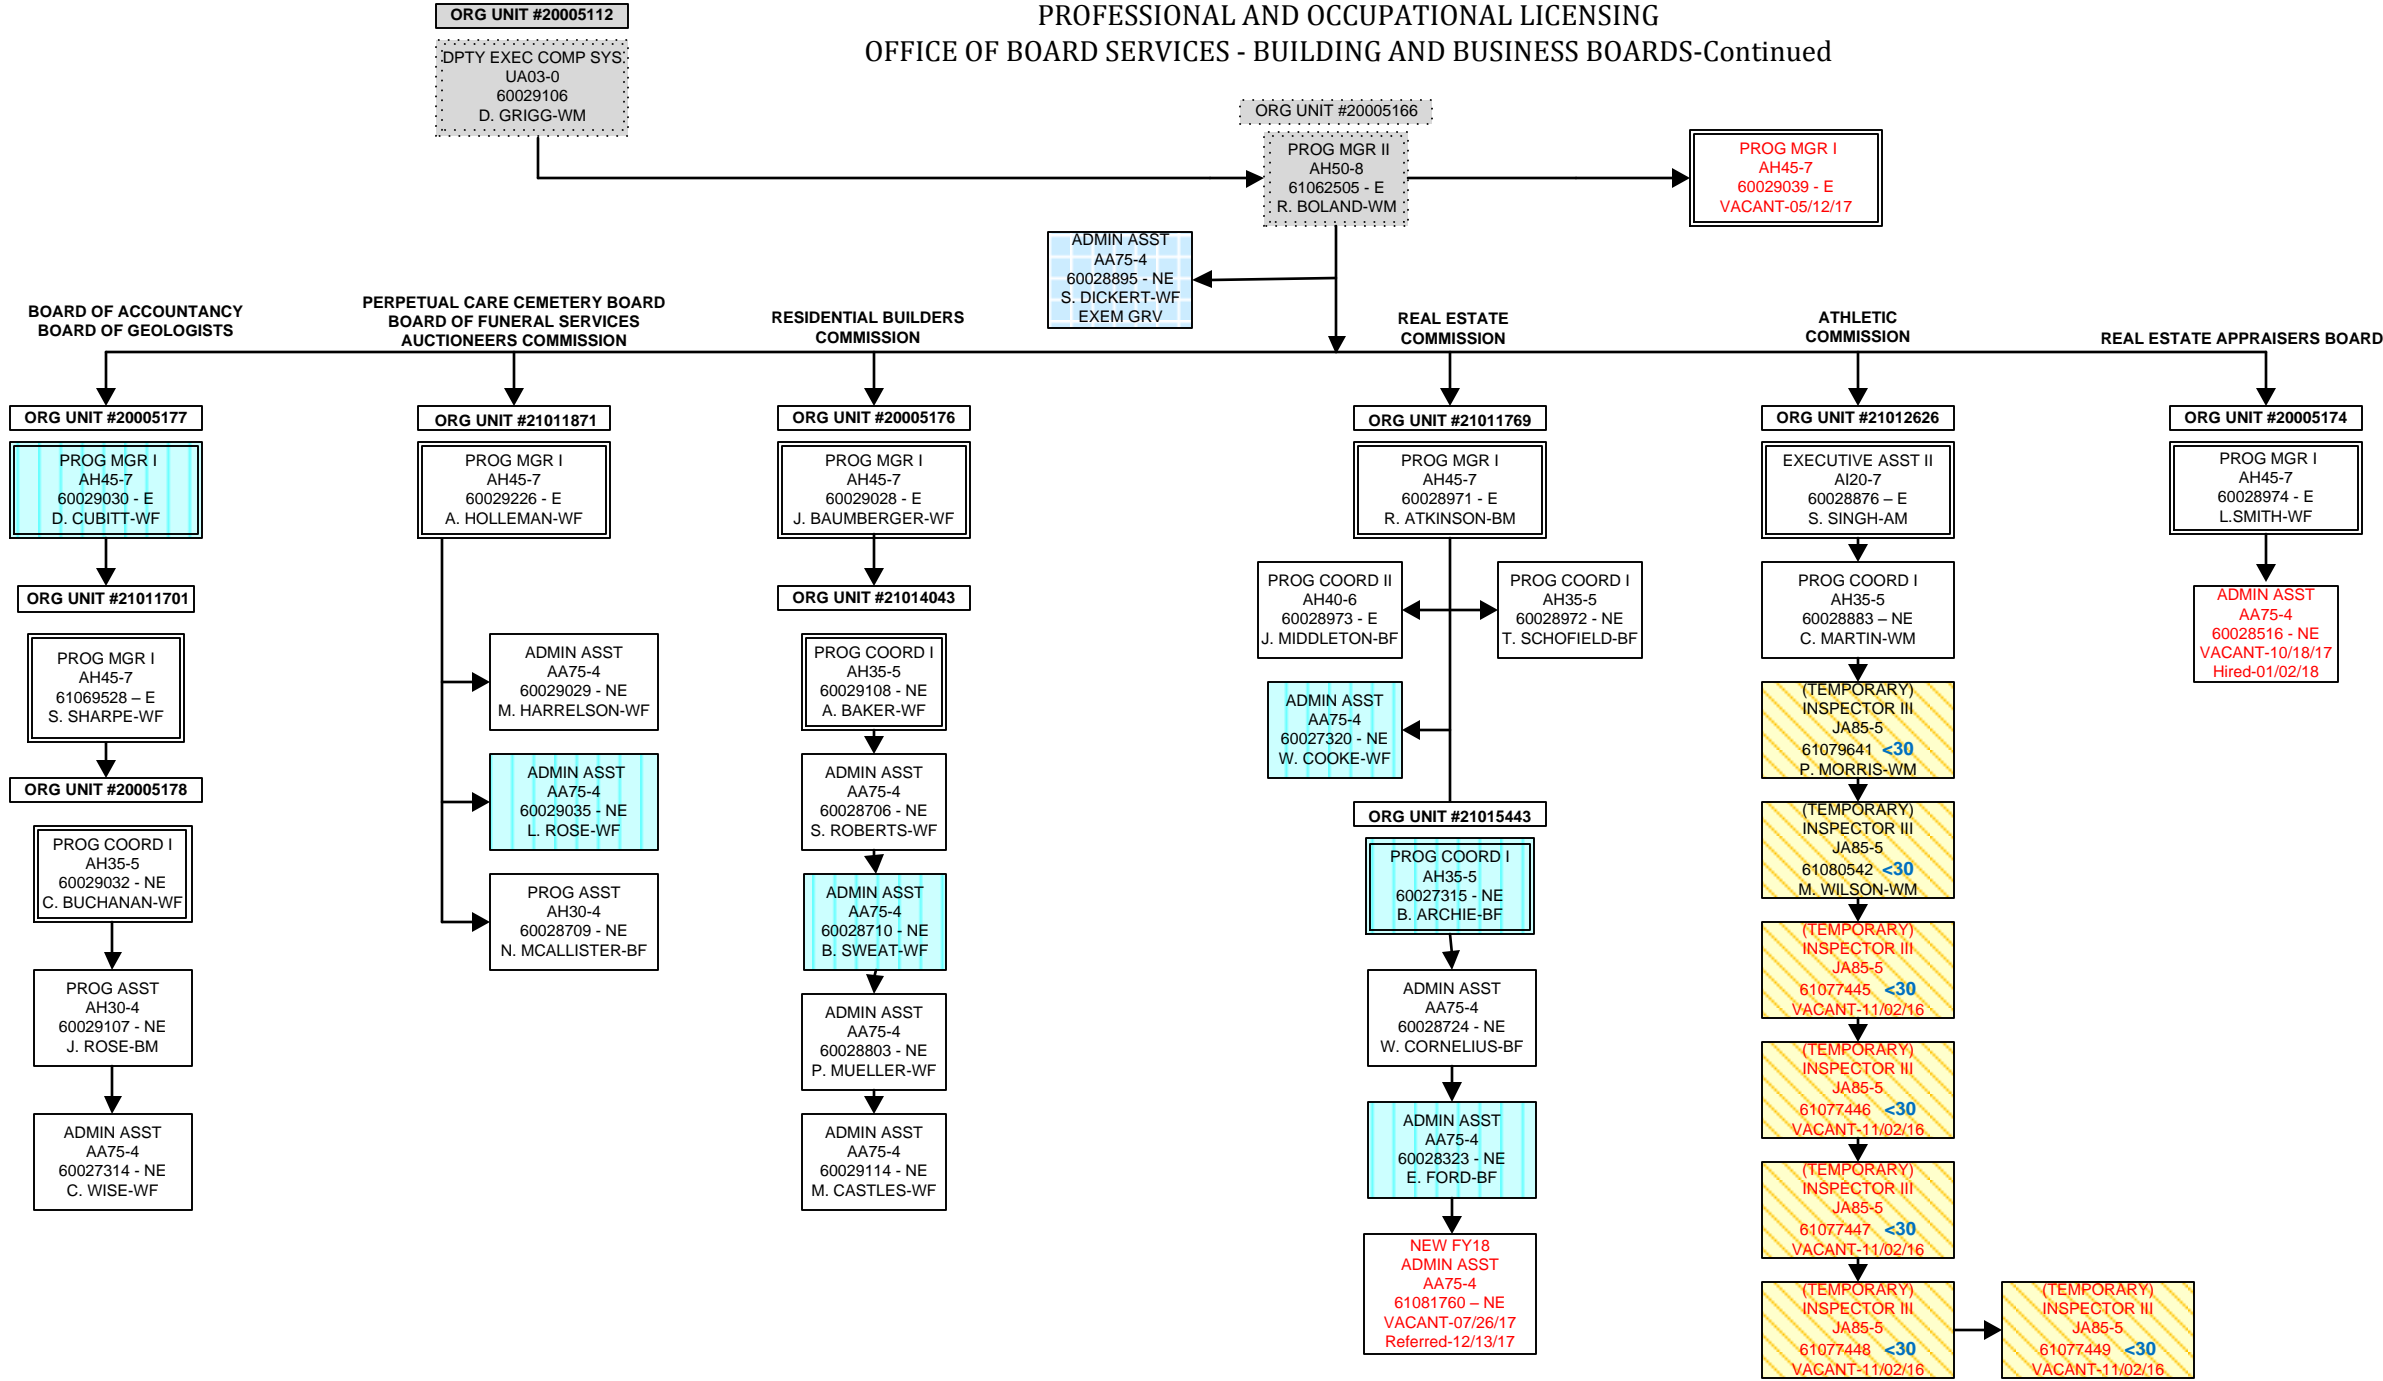 ORG UNIT #20005112
PROFESSIONAL AND OCCUPATIONAL LICENSING
OFFICE OF BOARD SERVICES - BUILDING AND BUSINESS BOARDS-Continued
DPTY EXEC COMP SYS
UA03-0
60029106
D. GRIGG-WM
ORG UNIT #20005166
PROG MGR II
AH50-8
61062505 - E
R. BOLAND-WM
PROG MGR I
AH45-7
60029039 - E
VACANT-05/12/17
ADMIN ASST
AA75-4
60028895 - NE
S. DICKERT-WF
EXEM GRV
BOARD OF ACCOUNTANCY
BOARD OF GEOLOGISTS
ORG UNIT #20005177
PROG MGR I
AH45-7
60029030 - E
D. CUBITT-WF
ORG UNIT #21011701
PROG MGR I
AH45-7
61069528 – E
S. SHARPE-WF
ORG UNIT #20005178
PROG COORD I
AH35-5
60029032 - NE
C. BUCHANAN-WF
PROG ASST
AH30-4
60029107 - NE
J. ROSE-BM
ADMIN ASST
AA75-4
60027314 - NE
C. WISE-WF
PERPETUAL CARE CEMETERY BOARD
BOARD OF FUNERAL SERVICES
AUCTIONEERS COMMISSION
ORG UNIT #21011871
PROG MGR I
AH45-7
60029226 - E
A. HOLLEMAN-WF
ADMIN ASST
AA75-4
60029029 - NE
M. HARRELSON-WF
ADMIN ASST
AA75-4
60029035 - NE
L. ROSE-WF
PROG ASST
AH30-4
60028709 - NE
N. MCALLISTER-BF
RESIDENTIAL BUILDERS
COMMISSION
ORG UNIT #20005176
PROG MGR I
AH45-7
60029028 - E
J. BAUMBERGER-WF
ORG UNIT #21014043
PROG COORD I
AH35-5
60029108 - NE
A. BAKER-WF
ADMIN ASST
AA75-4
60028706 - NE
S. ROBERTS-WF
ADMIN ASST
AA75-4
60028710 - NE
B. SWEAT-WF
ADMIN ASST
AA75-4
60028803 - NE
P. MUELLER-WF
ADMIN ASST
AA75-4
60029114 - NE
M. CASTLES-WF
REAL ESTATE
COMMISSION
ORG UNIT #21011769
PROG MGR I
AH45-7
60028971 - E
R. ATKINSON-BM
PROG COORD II
AH40-6
60028973 - E
J. MIDDLETON-BF
PROG COORD I
AH35-5
60028972 - NE
T. SCHOFIELD-BF
ADMIN ASST
AA75-4
60027320 - NE
W. COOKE-WF
ORG UNIT #21015443
PROG COORD I
AH35-5
60027315 - NE
B. ARCHIE-BF
ADMIN ASST
AA75-4
60028724 - NE
W. CORNELIUS-BF
ADMIN ASST
AA75-4
60028323 - NE
E. FORD-BF
NEW FY18
ADMIN ASST
AA75-4
61081760 – NE
VACANT-07/26/17
Referred-12/13/17
ATHLETIC
COMMISSION
ORG UNIT #21012626
EXECUTIVE ASST II
AI20-7
60028876 – E
S. SINGH-AM
PROG COORD I
AH35-5
60028883 – NE
C. MARTIN-WM
(TEMPORARY)
INSPECTOR III
JA85-5
61079641 <30
P. MORRIS-WM
(TEMPORARY)
INSPECTOR III
JA85-5
61080542 <30
M. WILSON-WM
(TEMPORARY)
INSPECTOR III
JA85-5
61077445 <30
VACANT-11/02/16
(TEMPORARY)
INSPECTOR III
JA85-5
61077446 <30
VACANT-11/02/16
(TEMPORARY)
INSPECTOR III
JA85-5
61077447 <30
VACANT-11/02/16
(TEMPORARY)
INSPECTOR III
JA85-5
61077448 <30
VACANT-11/02/16
(TEMPORARY)
INSPECTOR III
JA85-5
61077449 <30
VACANT-11/02/16
REAL ESTATE APPRAISERS BOARD
ORG UNIT #20005174
PROG MGR I
AH45-7
60028974 - E
L.SMITH-WF
ADMIN ASST
AA75-4
60028516 - NE
VACANT-10/18/17
Hired-01/02/18